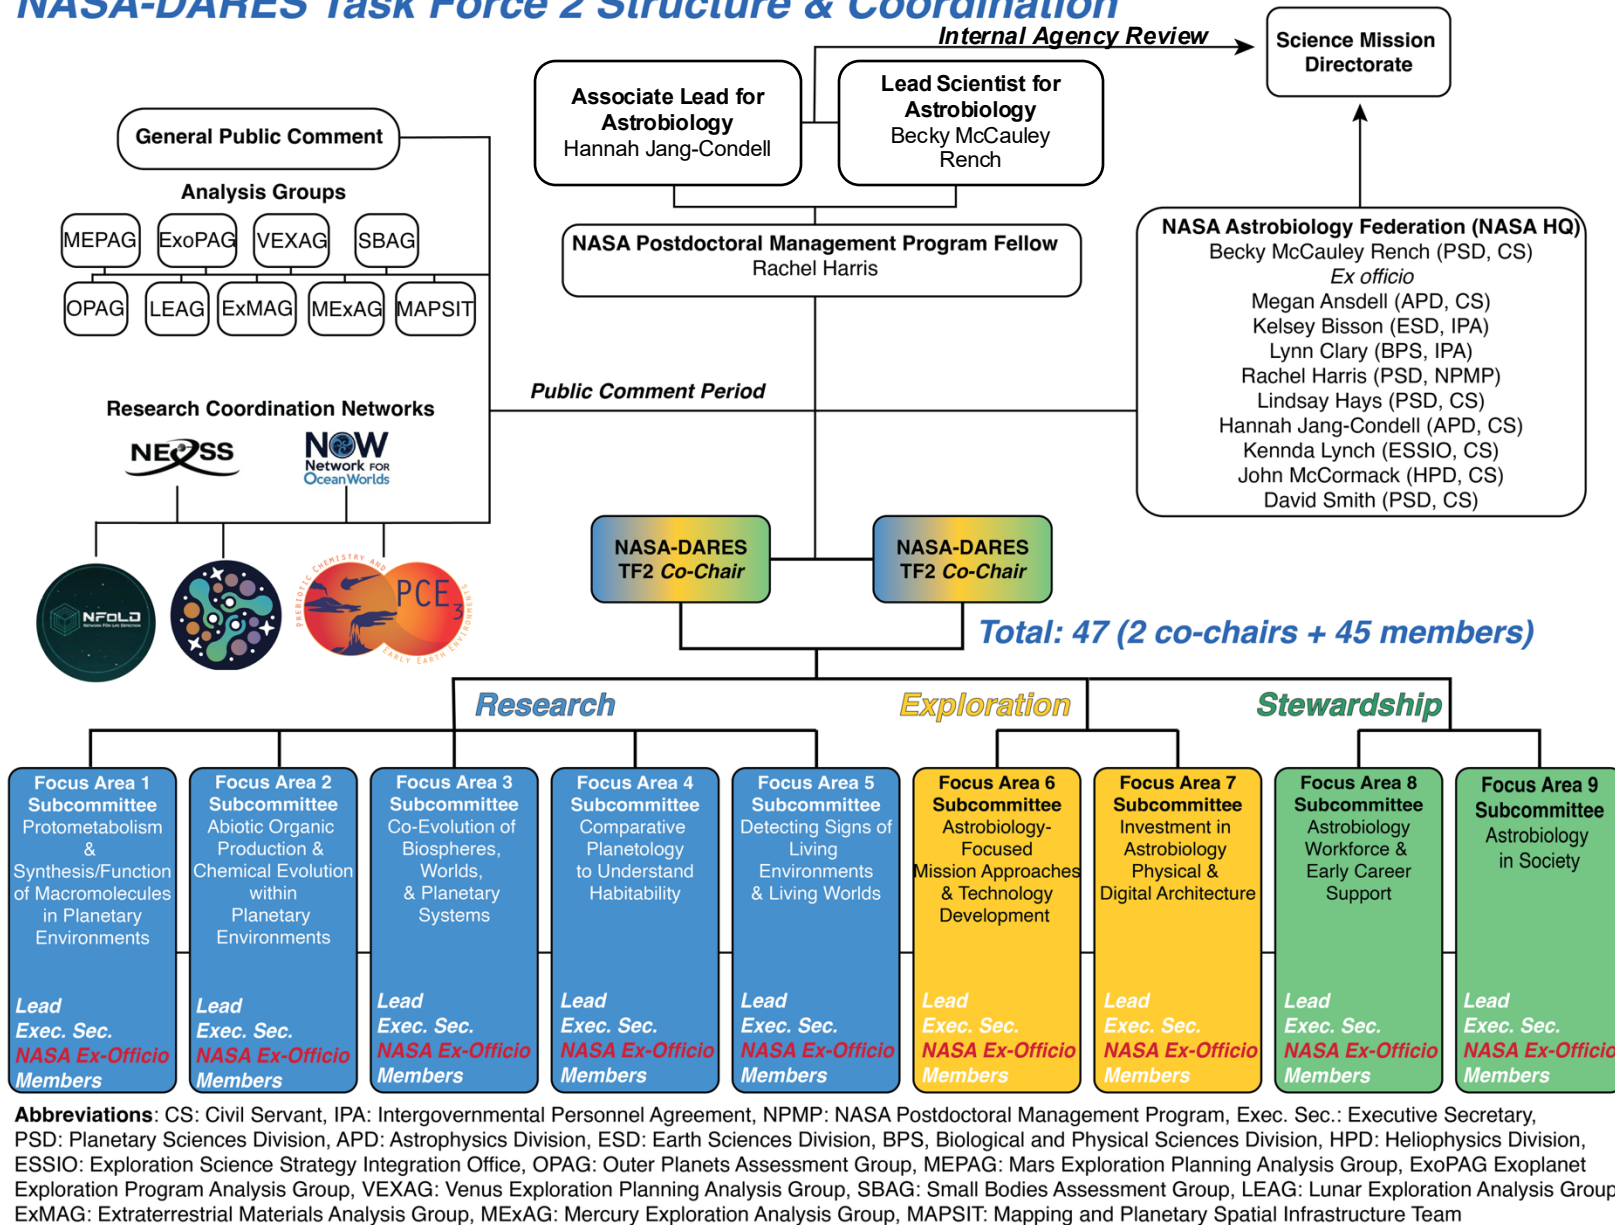 NASA-DARES Task Force 2 Structure & Coordination
Internal Agency Review
Science Mission
Directorate
Associate Lead for
Astrobiology
Hannah Jang-Condell
Lead Scientist for
Astrobiology
Becky McCauley
Rench
General Public Comment
Analysis Groups
MEPAG
ExoPAG
VEXAG
SBAG
OPAG
LEAG
ExMAG
MExAG
MAPSIT
NASA Postdoctoral Management Program Fellow
Rachel Harris
NASA Astrobiology Federation (NASA HQ)
Becky McCauley Rench (PSD, CS)
Ex officio
Megan Ansdell (APD, CS)
Kelsey Bisson (ESD, IPA)
Lynn Clary (BPS, IPA)
Rachel Harris (PSD, NPMP)
Lindsay Hays (PSD, CS)
Hannah Jang-Condell (APD, CS)
Kennda Lynch (ESSIO, CS)
John McCormack (HPD, CS)
David Smith (PSD, CS)
Public Comment Period
Research Coordination Networks
NExSS
NOW
Network FOR
OceanWorlds
NFoLD
NETWORK FOR LIFE DETECTION
PREBIOTIC CHEMISTRY AND
PCE3
EARLY EARTH ENVIRONMENTS
NASA-DARES
TF2 Co-Chair
NASA-DARES
TF2 Co-Chair
Total: 47 (2 co-chairs + 45 members)
Research
Exploration
Stewardship
Focus Area 1
Subcommittee
Protometabolism
&
Synthesis/Function
of Macromolecules
in Planetary
Environments
Lead
Exec. Sec.
NASA Ex-Officio
Members
Focus Area 2
Subcommittee
Abiotic Organic
Production &
Chemical Evolution
within
Planetary
Environments
Lead
Exec. Sec.
NASA Ex-Officio
Members
Focus Area 3
Subcommittee
Co-Evolution of
Biospheres,
Worlds,
& Planetary
Systems
Lead
Exec. Sec.
NASA Ex-Officio
Members
Focus Area 4
Subcommittee
Comparative
Planetology
to Understand
Habitability
Lead
Exec. Sec.
NASA Ex-Officio
Members
Focus Area 5
Subcommittee
Detecting Signs of
Living
Environments
& Living Worlds
Lead
Exec. Sec.
NASA Ex-Officio
Members
Focus Area 6
Subcommittee
Astrobiology-
Focused
Mission Approaches
& Technology
Development
Lead
Exec. Sec.
NASA Ex-Officio
Members
Focus Area 7
Subcommittee
Investment in
Astrobiology
Physical &
Digital Architecture
Lead
Exec. Sec.
NASA Ex-Officio
Members
Focus Area 8
Subcommittee
Astrobiology
Workforce &
Early Career
Support
Lead
Exec. Sec.
NASA Ex-Officio
Members
Focus Area 9
Subcommittee
Astrobiology
in Society
Lead
Exec. Sec.
NASA Ex-Officio
Members
Abbreviations: CS: Civil Servant, IPA: Intergovernmental Personnel Agreement, NPMP: NASA Postdoctoral Management Program, Exec. Sec.: Executive Secretary,
PSD: Planetary Sciences Division, APD: Astrophysics Division, ESD: Earth Sciences Division, BPS, Biological and Physical Sciences Division, HPD: Heliophysics Division,
ESSIO: Exploration Science Strategy Integration Office, OPAG: Outer Planets Assessment Group, MEPAG: Mars Exploration Planning Analysis Group, ExoPAG Exoplanet
Exploration Program Analysis Group, VEXAG: Venus Exploration Planning Analysis Group, SBAG: Small Bodies Assessment Group, LEAG: Lunar Exploration Analysis Group
ExMAG: Extraterrestrial Materials Analysis Group, MExAG: Mercury Exploration Analysis Group, MAPSIT: Mapping and Planetary Spatial Infrastructure Team